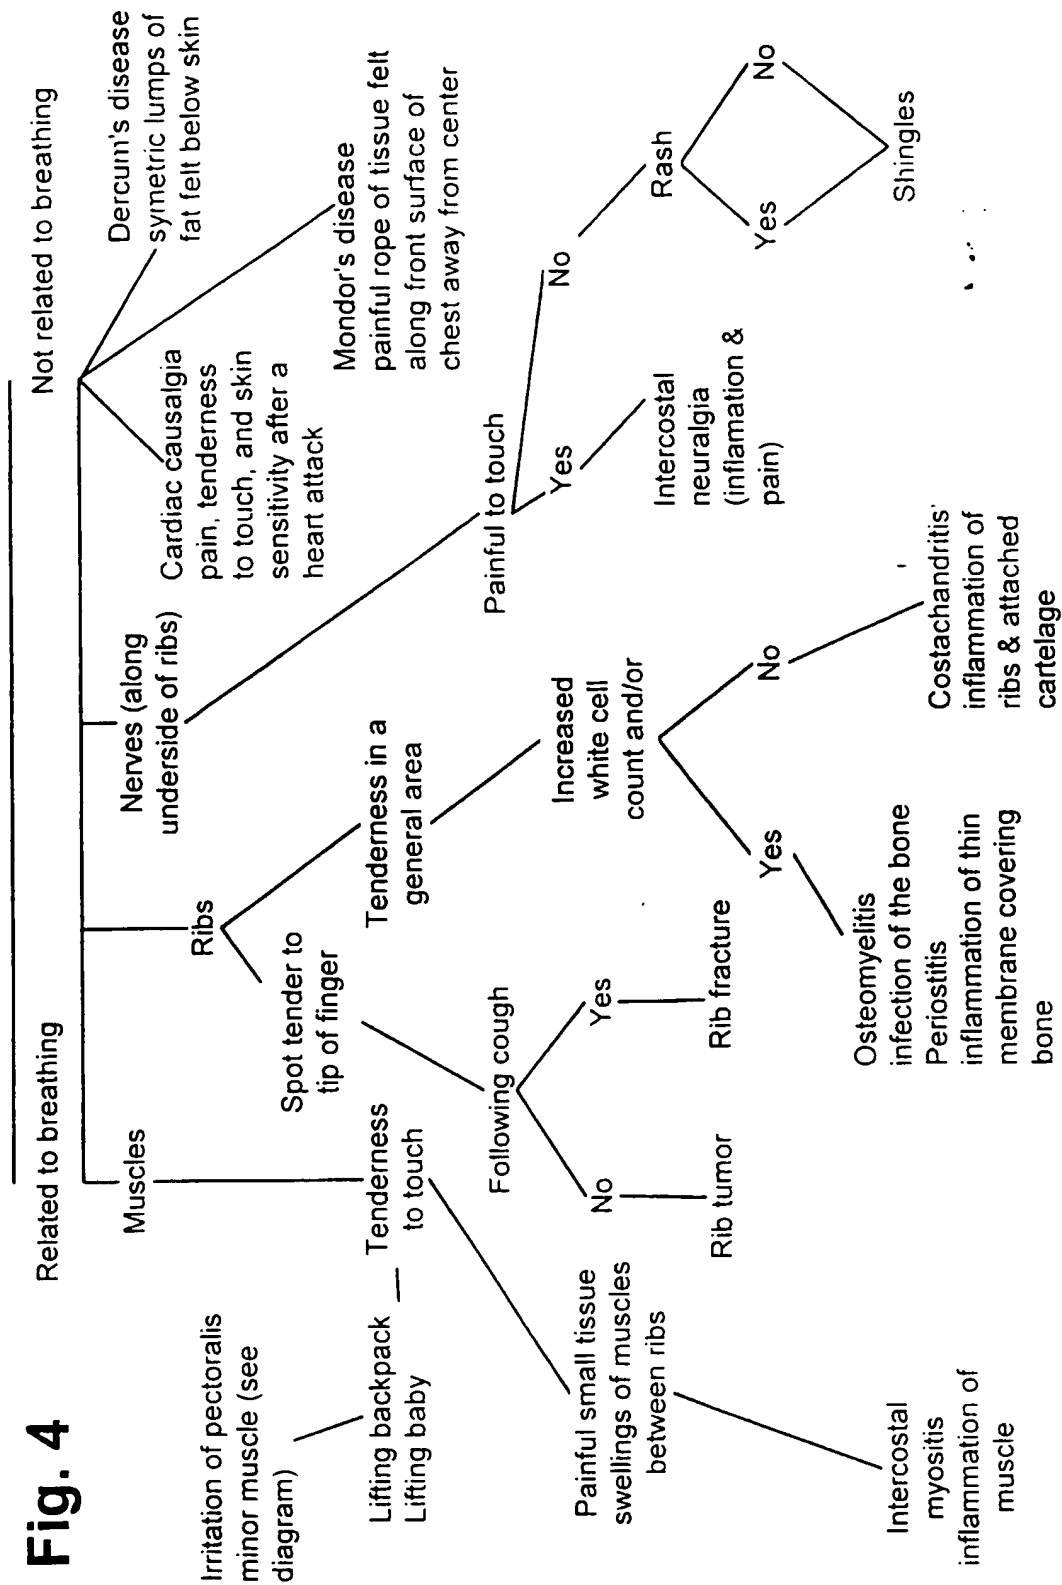 Fig. 4
Related to breathing
Not related to breathing
Muscles
Ribs
Nerves (along
underside of ribs)
Cardiac causalgia
pain, tenderness
to touch, and skin
sensitivity after a
heart attack
Dercum's disease
symetric lumps of
fat felt below skin
Mondor's disease
painful rope of tissue felt
along front surface of
chest away from center
Irritation of pectoralis
minor muscle (see
diagram)
Lifting backpack
Lifting baby
Tenderness
to touch
Spot tender to
tip of finger
Tenderness in a
general area
Painful to touch
Painful small tissue
swellings of muscles
between ribs
Following cough
No
Yes
Rib tumor
Rib fracture
Increased
white cell
count and/or
Yes
No
Yes
No
Intercostal
neuralgia
(inflamation &
pain)
Rash
Yes
No
Shingles
Intercostal
myositis
inflammation of
muscle
Osteomyelitis
infection of the bone
Periostitis
inflammation of thin
membrane covering
bone
Costachandritis
inflammation of
ribs & attached
cartelage